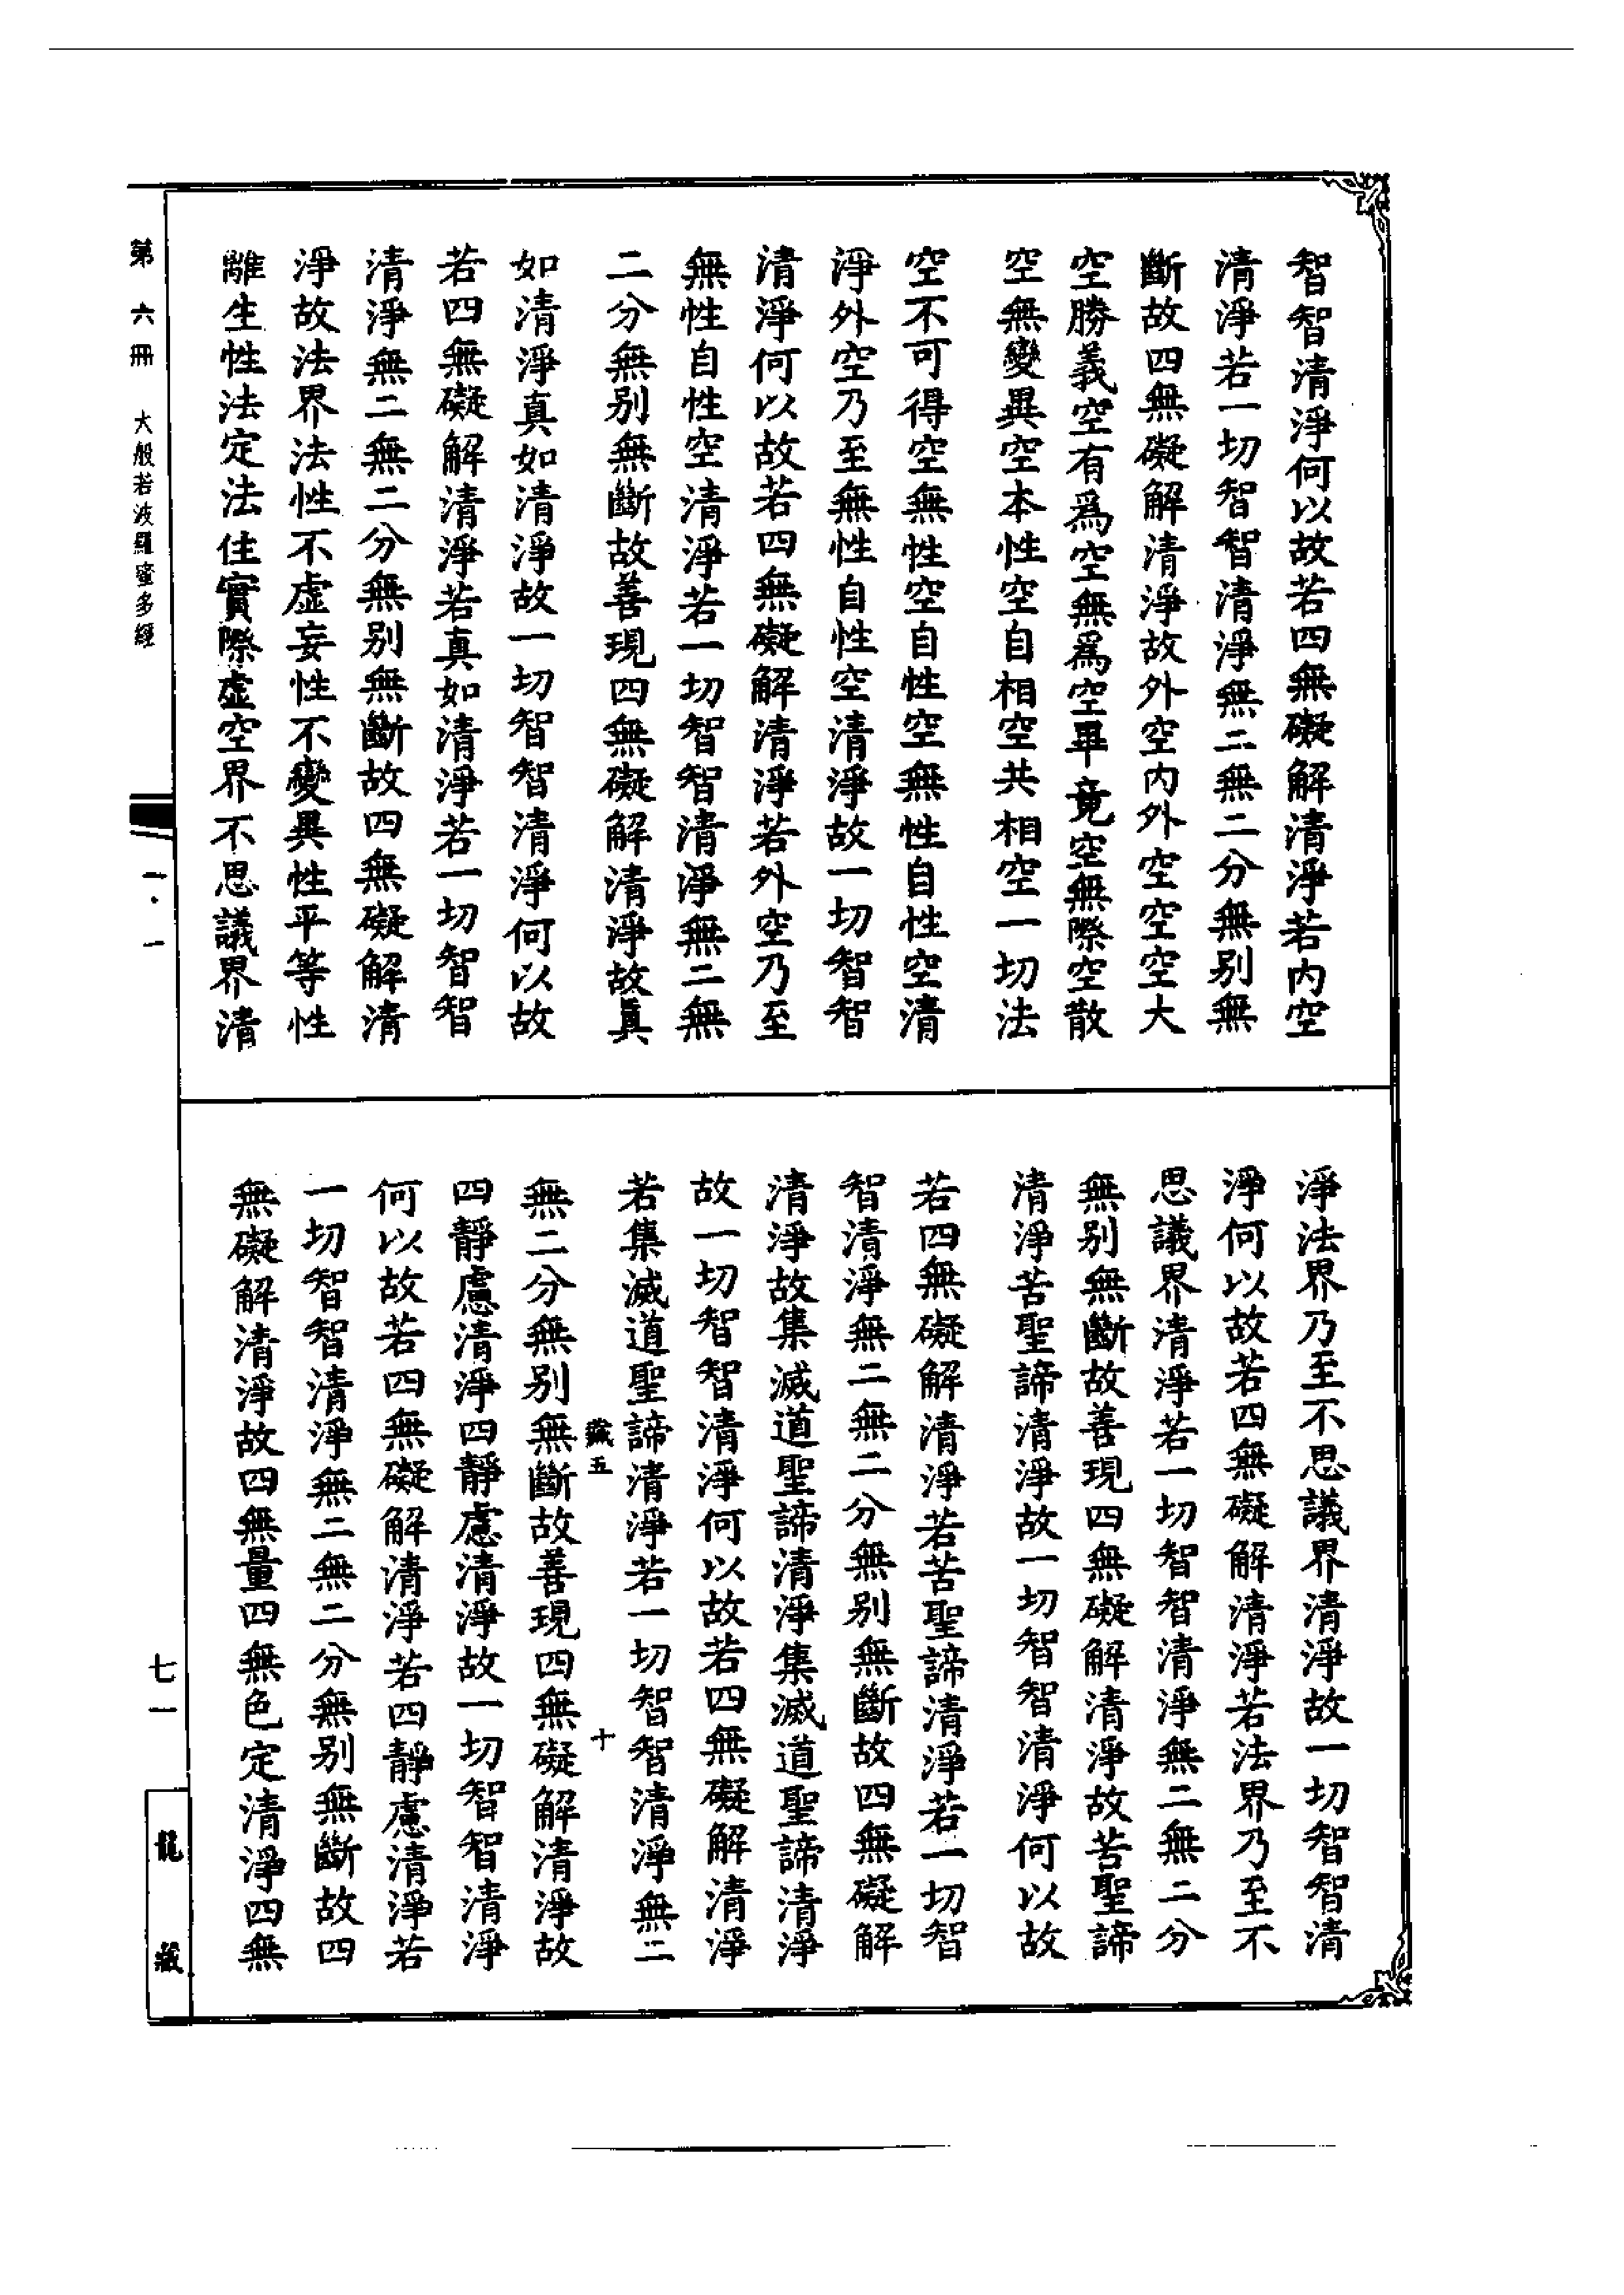 智智清淨何以故若四無礙解清淨若内空
清淨若一切智智清淨無二無二分無別無
斷故四無礙解清淨故外空内外空空空大
空勝義空有爲空無爲空畢竟空無際空散
空無變異空本性空自相空共相空一切法
空不可得空無性空自性空無性自性空清
淨外空乃至無性自性空清淨故一切智智
清淨何以故若四無礙解清淨若外空乃至
無性自性空清淨若一切智智清淨無二無
二分無別無斷故善現四無礙解清淨故眞
如清淨真如清淨故一切智智清淨何以故
若四無礙解清淨若真如清淨若一切智智
清淨無二無二分無別無斷故四無礙解清
淨故法界法性不虛妄性不變異性平等性
離生性法定法住實際虛空界不思議界清
淨法界乃至不思議界清淨故一切智智清
淨何以故若四無礙解清淨若法界乃至不
思議界清淨若一切智智清淨無二無二分
無別無斷故善現四無礙解清淨故苦聖諦
清淨苦聖諦清淨故一切智智清淨何以故
若四無礙解清淨若苦聖諦清淨若一切智
智清淨無二無二分無別無斷故四無礙解
清淨故集滅道聖諦清淨集滅道聖諦清淨
故一切智智清淨何以故若四無礙解清淨
若集滅道聖諦清淨若一切智智清淨無二
五 十
無二分無別無斷故善現四無礙解清淨故
四靜慮清淨四靜慮清淨故一切智智清淨
何以故若四無礙解清淨若四靜慮清淨若
一切智智清淨無二無二分無別無斷故四
無礙解清淨故四無量四無色定清淨四無
第六冊 大般若波羅蜜多經 一·一 七一 龍藏